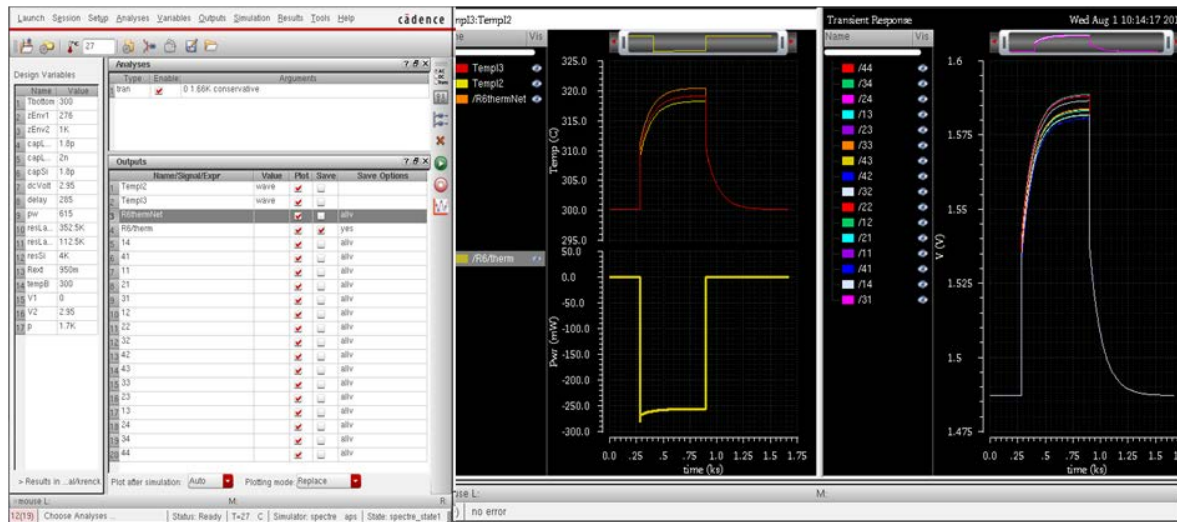 Launch Session Setup Analyses Variables Outputs Simulation Results Tools Help cādence
27
Design Variables
Name Value
1 Tbottom 300
2 zEnv1 276
3 zEnv2 1K
4 capL... 1.8p
5 capL... 2n
6 capSi 1.8p
7 dcVolt 2.95
8 delay 285
9 pw 615
10 resLa... 352.5K
11 resLa... 112.5K
12 resSi 4K
13 Rext 950m
14 tempB 300
15 V1 0
16 V2 2.95
17 p 1.7K
> Results in ...al/krenck
Analyses
Type Enable Arguments
1 tran 0 1.66K conservative
Outputs
Name/Signal/Expr Value Plot Save Save Options
1 TempI2 wave
2 TempI3 wave
3 R6thermNet allv
4 R6/therm yes
5 14 allv
6 41 allv
7 11 allv
8 21 allv
9 31 allv
10 12 allv
11 22 allv
12 32 allv
13 42 allv
14 43 allv
15 33 allv
16 23 allv
17 13 allv
18 24 allv
19 34 allv
20 44 allv
Plot after simulation: Auto Plotting mode: Replace
mouse L: M: R:
12(19) Choose Analyses ... Status: Ready T=27 C Simulator: spectre aps State: spectre_state1
mpI3:TempI2
Vis
TempI3
TempI2
/R6thermNet
/R6/therm
Temp (C)
325.0
320.0
315.0
310.0
305.0
300.0
295.0
Pwr (mW)
50.0
0.0
-50.0
-100.0
-150.0
-200.0
-250.0
-300.0
0.0 .25 .5 .75 1.0 1.25 1.5 1.75
time (ks)
Transient Response Wed Aug 1 10:14:17 20
Name Vis
/44
/34
/24
/13
/23
/33
/43
/42
/32
/22
/12
/21
/11
/41
/14
/31
V (V)
1.6
1.575
1.55
1.525
1.5
1.475
0.0 .25 .5 .75 1.0 1.25 1.5
time (ks)
use L: M:
no error